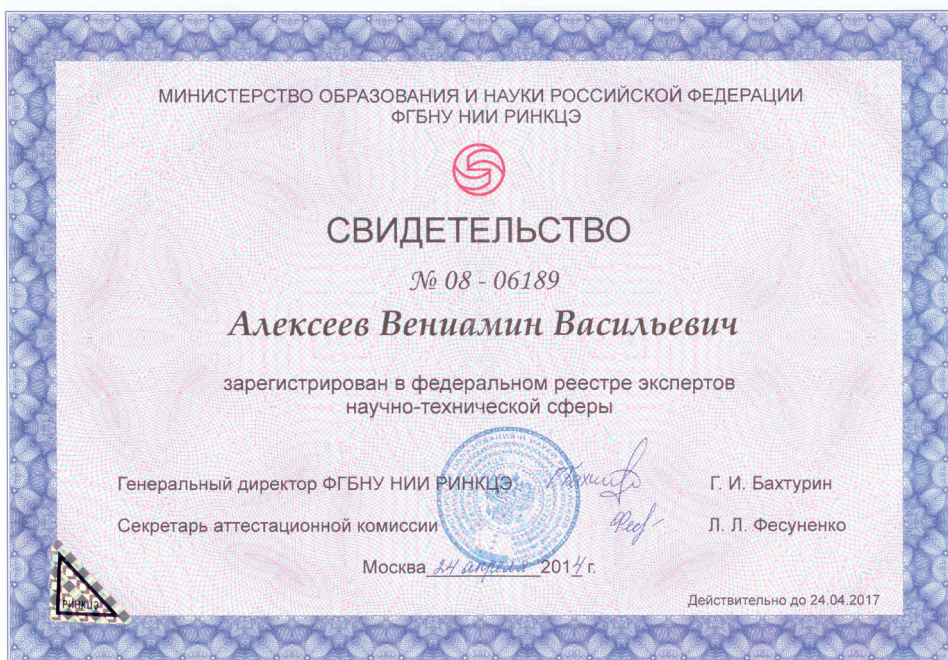 МИНИСТЕРСТВО ОБРАЗОВАНИЯ И НАУКИ РОССИЙСКОЙ ФЕДЕРАЦИИ
ФГБНУ НИИ РИНКЦЭ
СВИДЕТЕЛЬСТВО
№ 08 - 06189
Алексеев Вениамин Васильевич
зарегистрирован в федеральном реестре экспертов
научно-технической сферы
Генеральный директор ФГБНУ НИИ РИНКЦЭ Г. И. Бахтурин
Секретарь аттестационной комиссии Л. Л. Фесуненко
Москва 24 апреля 2014 г.
РИНКЦЭ
Действительно до 24.04.2017